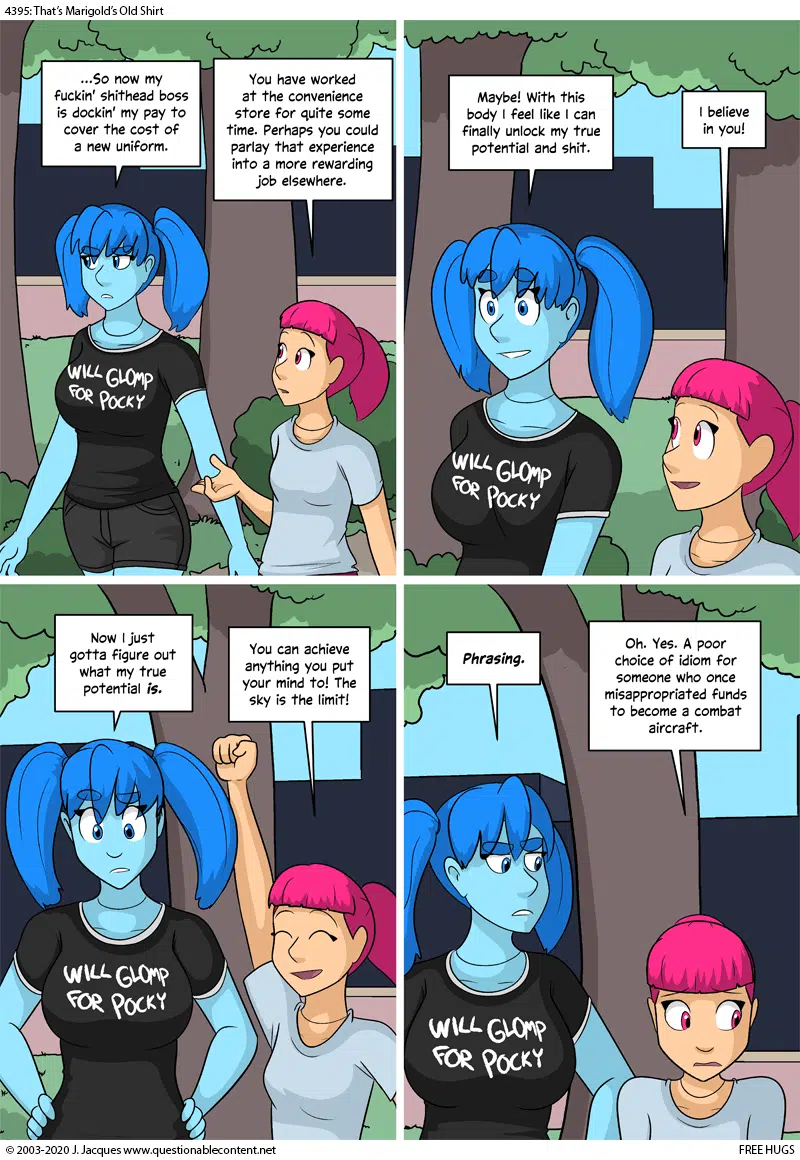 4395: That's Marigold's Old Shirt
...So now my
fuckin' shithead boss
is dockin' my pay to
cover the cost of
a new uniform.
You have worked
at the convenience
store for quite some
time. Perhaps you could
parlay that experience
into a more rewarding
job elsewhere.
WILL GLOMP
FOR POCKY
Maybe! With this
body I feel like I can
finally unlock my true
potential and shit.
I believe
in you!
WILL GLOMP
FOR POCKY
Now I just
gotta figure out
what my true
potential is.
You can achieve
anything you put
your mind to! The
sky is the limit!
WILL GLOMP
FOR POCKY
Phrasing.
Oh. Yes. A poor
choice of idiom for
someone who once
misappropriated funds
to become a combat
aircraft.
WILL GLOMP
FOR POCKY
© 2003-2020 J. Jacques www.questionablecontent.net
FREE HUGS